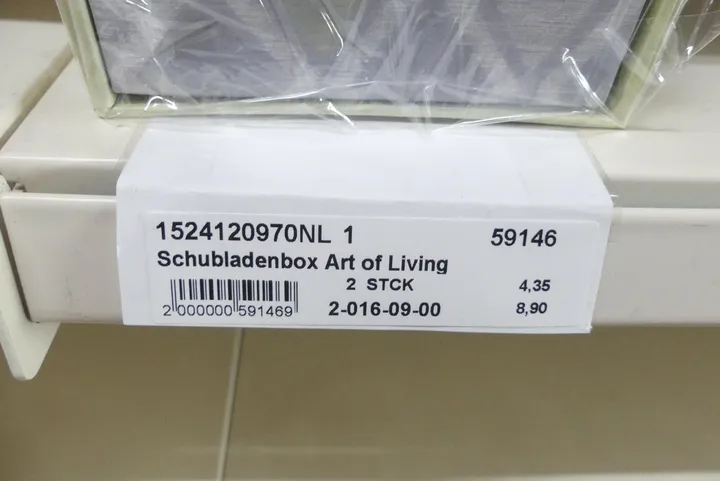 1524120970NL 1 59146
Schubladenbox Art of Living
2 STCK 4,35
2 000000 591469 2-016-09-00 8,90